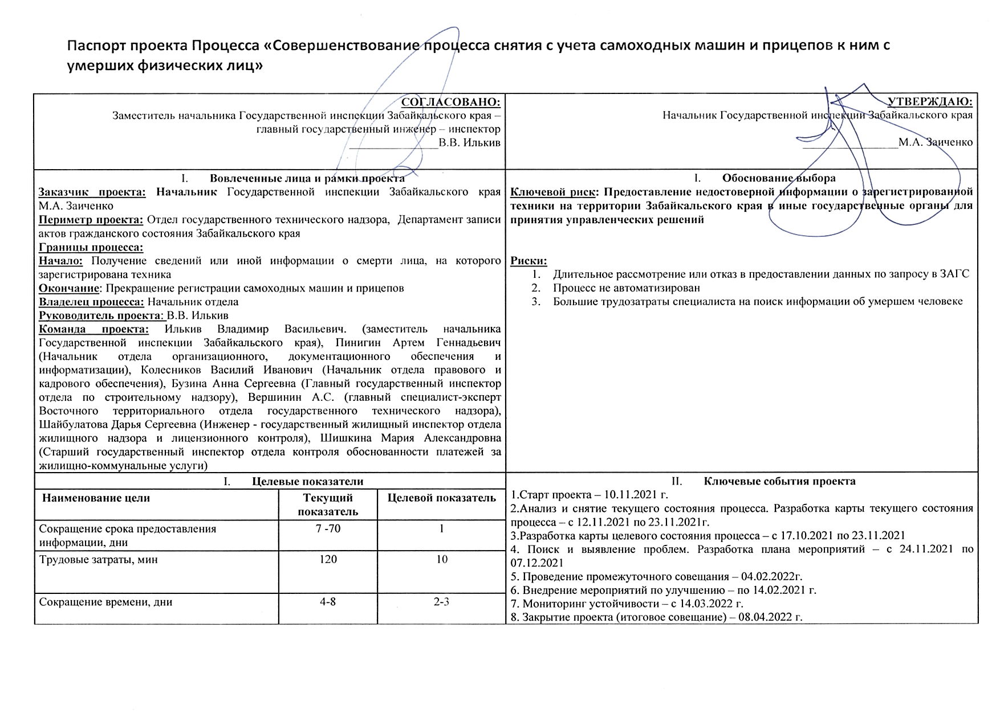 Паспорт проекта Процесса «Совершенствование процесса снятия с учета самоходных машин и прицепов к ним с
умерших физических лиц»
СОГЛАСОВАНО:
Заместитель начальника Государственной инспекции Забайкальского края –
главный государственный инженер – инспектор
_______________В.В. Илькив
УТВЕРЖДАЮ:
Начальник Государственной инспекции Забайкальского края
________________М.А. Заиченко
I. Вовлеченные лица и рамки проекта
Заказчик проекта: Начальник Государственной инспекции Забайкальского края
М.А. Заиченко
Периметр проекта: Отдел государственного технического надзора, Департамент записи
актов гражданского состояния Забайкальского края
Границы процесса:
Начало: Получение сведений или иной информации о смерти лица, на которого
зарегистрирована техника
Окончание: Прекращение регистрации самоходных машин и прицепов
Владелец процесса: Начальник отдела
Руководитель проекта: В.В. Илькив
Команда проекта: Илькив Владимир Васильевич. (заместитель начальника
Государственной инспекции Забайкальского края), Пинигин Артем Геннадьевич
(Начальник отдела организационного, документационного обеспечения и
информатизации), Колесников Василий Иванович (Начальник отдела правового и
кадрового обеспечения), Бузина Анна Сергеевна (Главный государственный инспектор
отдела по строительному надзору), Вершинин А.С. (главный специалист-эксперт
Восточного территориального отдела государственного технического надзора),
Шайбулатова Дарья Сергеевна (Инженер - государственный жилищный инспектор отдела
жилищного надзора и лицензионного контроля), Шишкина Мария Александровна
(Старший государственный инспектор отдела контроля обоснованности платежей за
жилищно-коммунальные услуги)
I. Обоснование выбора
Ключевой риск: Предоставление недостоверной информации о зарегистрированной
техники на территории Забайкальского края в иные государственные органы для
принятия управленческих решений
Риски:
1. Длительное рассмотрение или отказ в предоставлении данных по запросу в ЗАГС
2. Процесс не автоматизирован
3. Большие трудозатраты специалиста на поиск информации об умершем человеке
I. Целевые показатели
Наименование цели Текущий Целевой показатель
показатель
Сокращение срока предоставления 7 -70 1
информации, дни
Трудовые затраты, мин 120 10
Сокращение времени, дни 4-8 2-3
II. Ключевые события проекта
1.Старт проекта – 10.11.2021 г.
2.Анализ и снятие текущего состояния процесса. Разработка карты текущего состояния
процесса – с 12.11.2021 по 23.11.2021г.
3.Разработка карты целевого состояния процесса – с 17.10.2021 по 23.11.2021
4. Поиск и выявление проблем. Разработка плана мероприятий – с 24.11.2021 по
07.12.2021
5. Проведение промежуточного совещания – 04.02.2022г.
6. Внедрение мероприятий по улучшению – по 14.02.2021 г.
7. Мониторинг устойчивости – с 14.03.2022 г.
8. Закрытие проекта (итоговое совещание) – 08.04.2022 г.